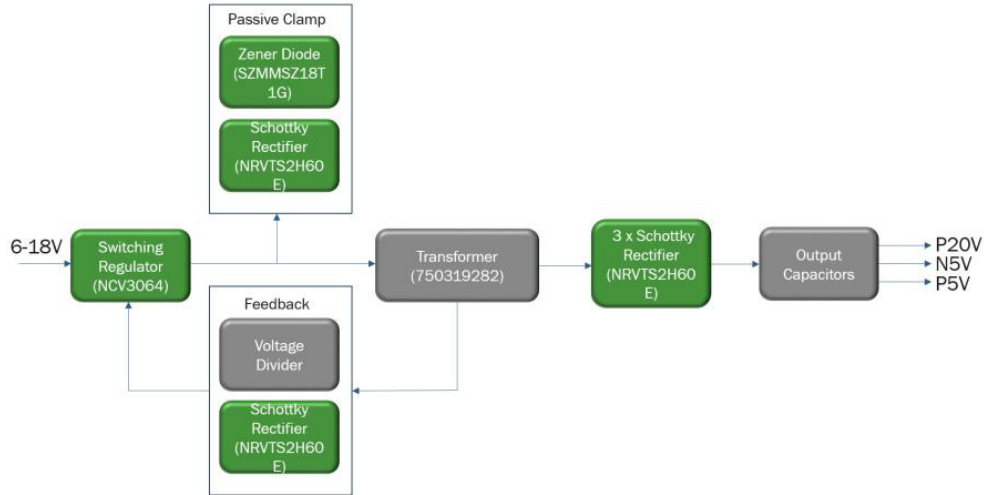 Passive Clamp
Zener Diode
(SZMMSZ18T
1G)
Schottky
Rectifier
(NRVTS2H60
E)
6-18V
Switching
Regulator
(NCV3064)
Transformer
(750319282)
3 x Schottky
Rectifier
(NRVTS2H60
E)
Output
Capacitors
P20V
N5V
P5V
Feedback
Voltage
Divider
Schottky
Rectifier
(NRVTS2H60
E)